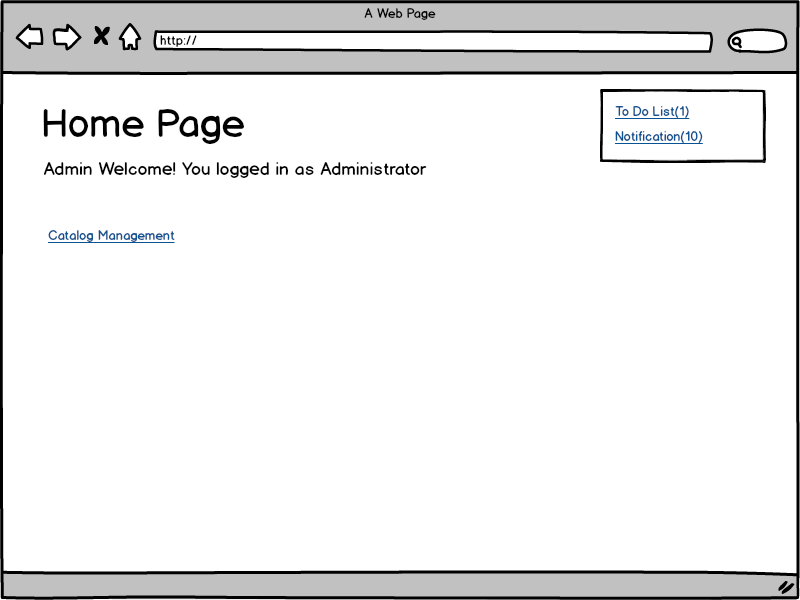 A Web Page
http://
Home Page
To Do List(1)
Notification(10)
Admin Welcome! You logged in as Administrator
Catalog Management